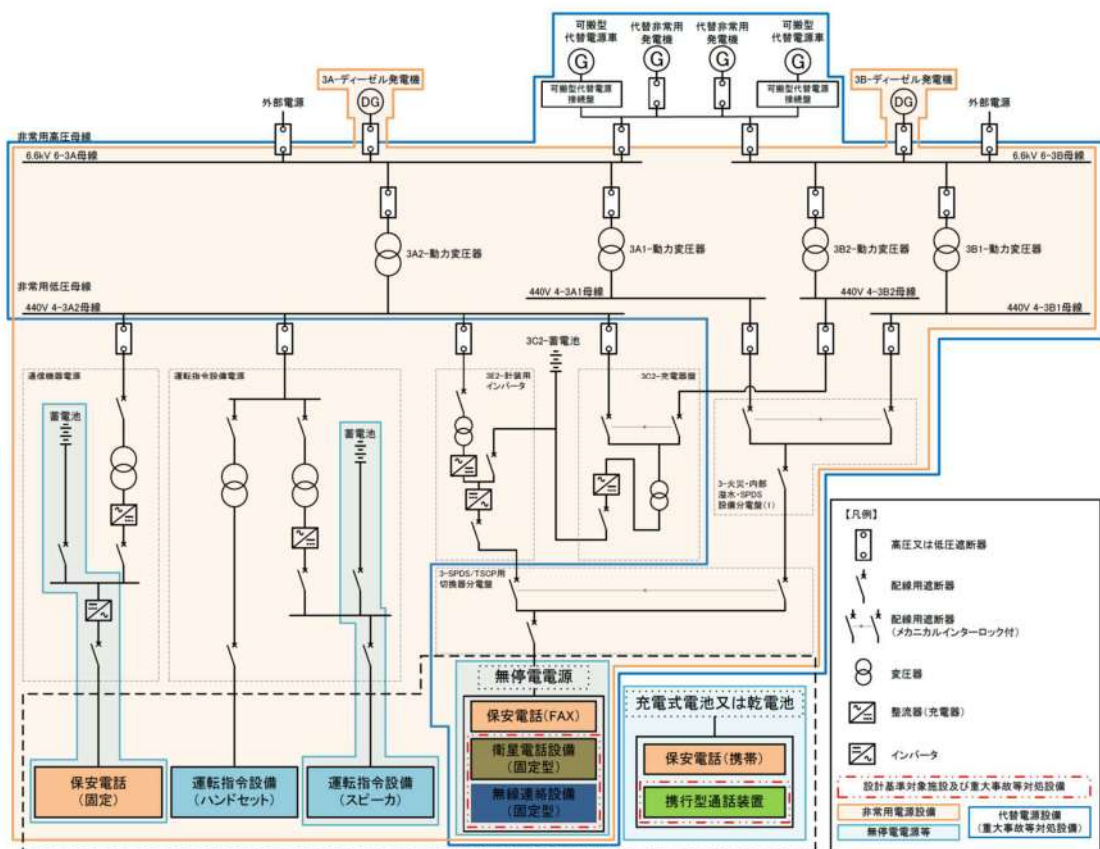 可搬型
代替電源車
代替非常用
発電機
代替非常用
発電機
可搬型
代替電源車
G
G
G
G
可搬型代替電源
接続盤
可搬型代替電源
接続盤
3A-ディーゼル発電機
DG
外部電源
3B-ディーゼル発電機
DG
外部電源
非常用高圧母線
6.6kV 6-3A母線
6.6kV 6-3B母線
3A2-動力変圧器
3A1-動力変圧器
3B2-動力変圧器
3B1-動力変圧器
非常用低圧母線
440V 4-3A2母線
440V 4-3A1母線
440V 4-3B2母線
440V 4-3B1母線
通信機器電源
蓄電池
運転指令設備電源
蓄電池
3E2-計装用
インバータ
3C2-蓄電池
3C2-充電器盤
3-火災・内部
溢水・SPDS
設備分電盤(1)
3-SPDS/TSCP用
切換器分電盤
無停電電源
保安電話(FAX)
衛星電話設備
(固定型)
無線連絡設備
(固定型)
充電式電池又は乾電池
保安電話(携帯)
携行型通話装置
保安電話
(固定)
運転指令設備
(ハンドセット)
運転指令設備
(スピーカ)
【凡例】
高圧又は低圧遮断器
配線用遮断器
配線用遮断器
(メカニカルインターロック付)
変圧器
整流器(充電器)
インバータ
設計基準対象施設及び重大事故等対処設備
非常用電源設備
無停電電源等
代替電源設備
(重大事故等対処設備)